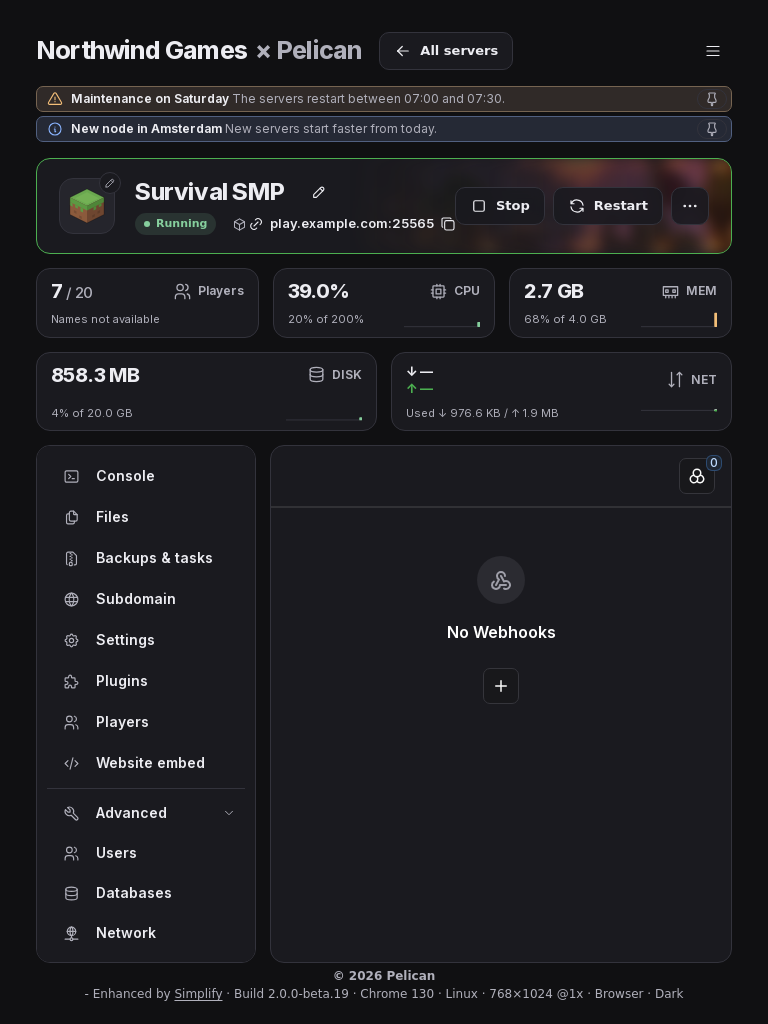 Northwind Games × Pelican
All servers
Maintenance on Saturday The servers restart between 07:00 and 07:30.
New node in Amsterdam New servers start faster from today.
Survival SMP
Running
play.example.com:25565
Stop
Restart
7 / 20
Players
Names not available
39.0%
CPU
20% of 200%
2.7 GB
MEM
68% of 4.0 GB
858.3 MB
DISK
4% of 20.0 GB
↓ —
↑ —
NET
Used ↓ 976.6 KB / ↑ 1.9 MB
Console
Files
Backups & tasks
Subdomain
Settings
Plugins
Players
Website embed
Advanced
Users
Databases
Network
0
No Webhooks
© 2026 Pelican
- Enhanced by Simplify · Build 2.0.0-beta.19 · Chrome 130 · Linux · 768×1024 @1x · Browser · Dark